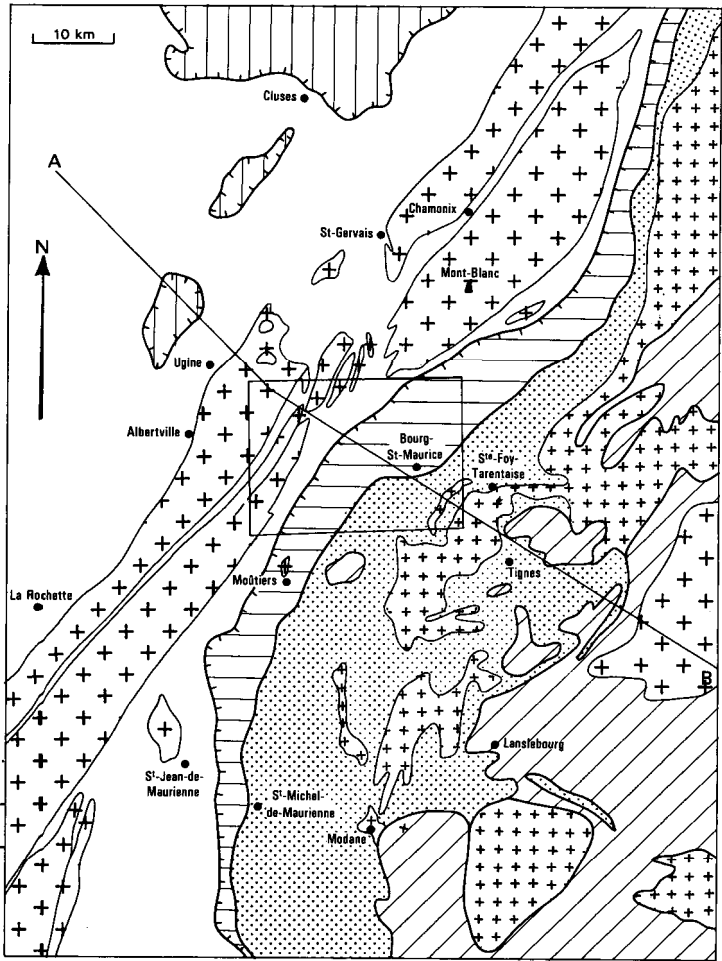 10 km
Cluses
A
Chamonix
St-Gervais
N
Mont-Blanc
Ugine
Albertville
Bourg-
St-Maurice
Ste-Foy-
Tarentaise
Tignes
Moûtiers
La Rochette
B
Lanslebourg
St-Jean-de-
Maurienne
St-Michel-
de-Maurienne
Modane